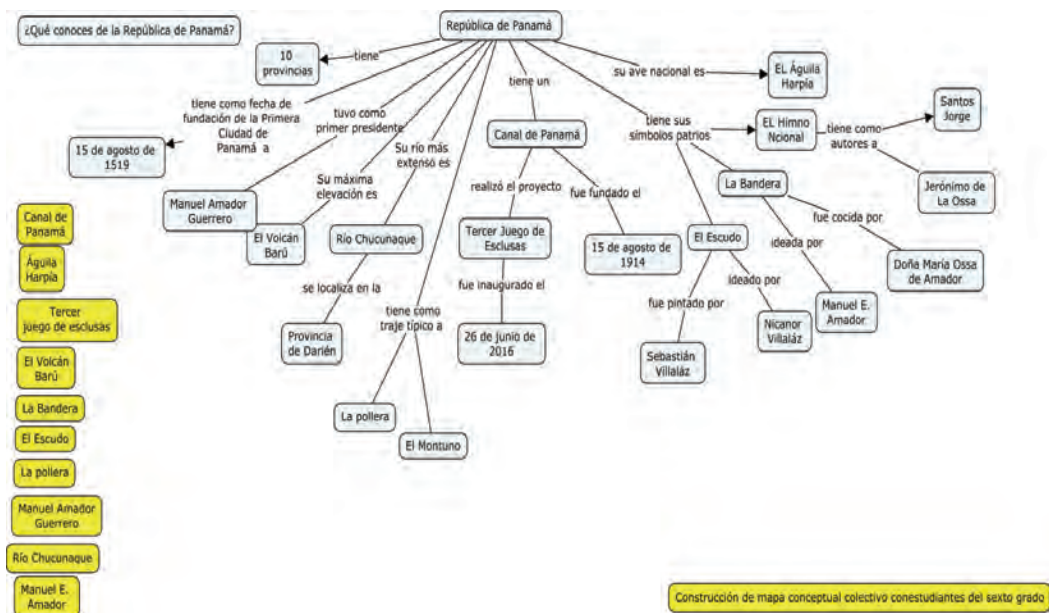 ¿Qué conoces de la República de Panamá?
República de Panamá
tiene
10
provincias
tiene como fecha de
fundación de la Primera
Ciudad de
Panamá a
15 de agosto de
1519
tuvo como
primer presidente
Manuel Amador
Guerrero
Su máxima
elevación es
El Volcán
Barú
Su río más
extenso es
Río Chucunaque
se localiza en la
Provincia
de Darién
tiene como
traje típico a
La pollera
El Montuno
tiene un
Canal de Panamá
realizó el proyecto
Tercer Juego de
Esclusas
fue inaugurado el
26 de junio de
2016
fue fundado el
15 de agosto de
1914
su ave nacional es
EL Águila
Harpía
tiene sus
símbolos patrios
EL Himno
Ncional
tiene como
autores a
Santos
Jorge
Jerónimo de
La Ossa
La Bandera
fue cocida por
Doña María Ossa
de Amador
ideada por
Manuel E.
Amador
El Escudo
ideado por
Nicanor
Villaláz
fue pintado por
Sebastián
Villaláz
Canal de
Panamá
Águila
Harpía
Tercer
juego de esclusas
El Volcán
Barú
La Bandera
El Escudo
La pollera
Manuel Amador
Guerrero
Río Chucunaque
Manuel E.
Amador
Construcción de mapa conceptual colectivo conestudiantes del sexto grado